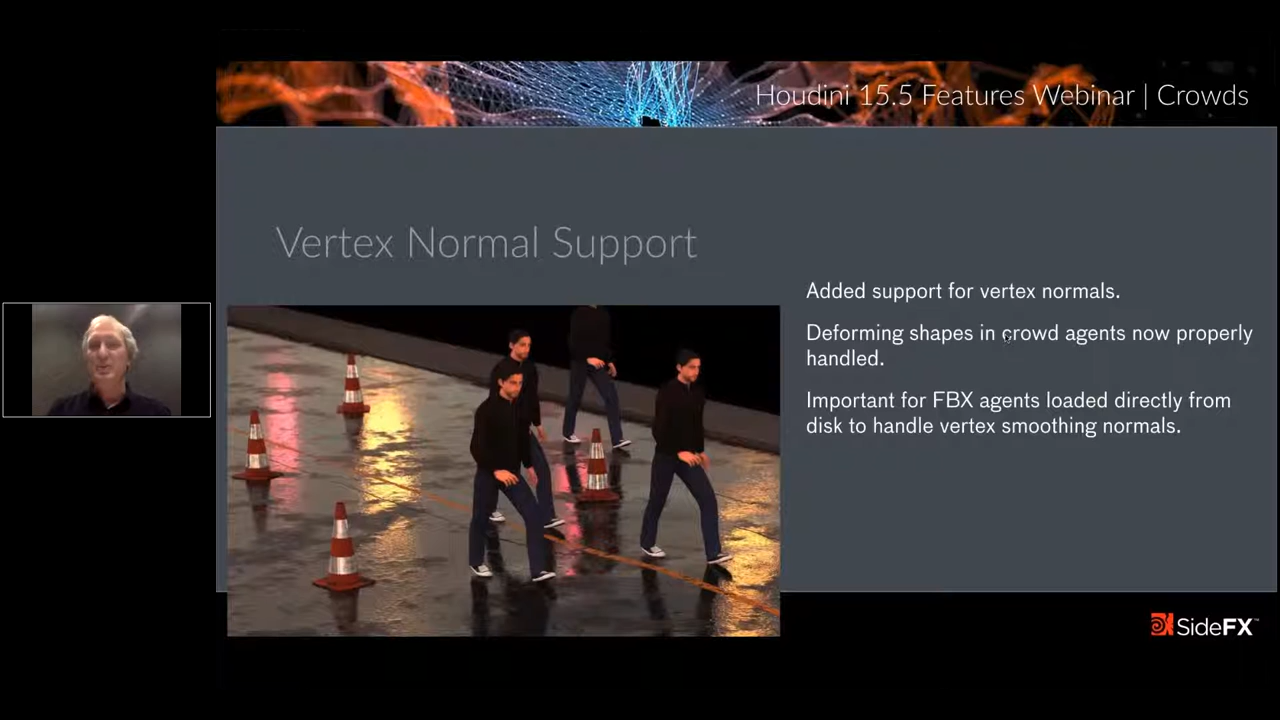 Houdini 15.5 Features Webinar | Crowds
Vertex Normal Support
Added support for vertex normals.
Deforming shapes in crowd agents now properly
handled.
Important for FBX agents loaded directly from
disk to handle vertex smoothing normals.
SideFX™